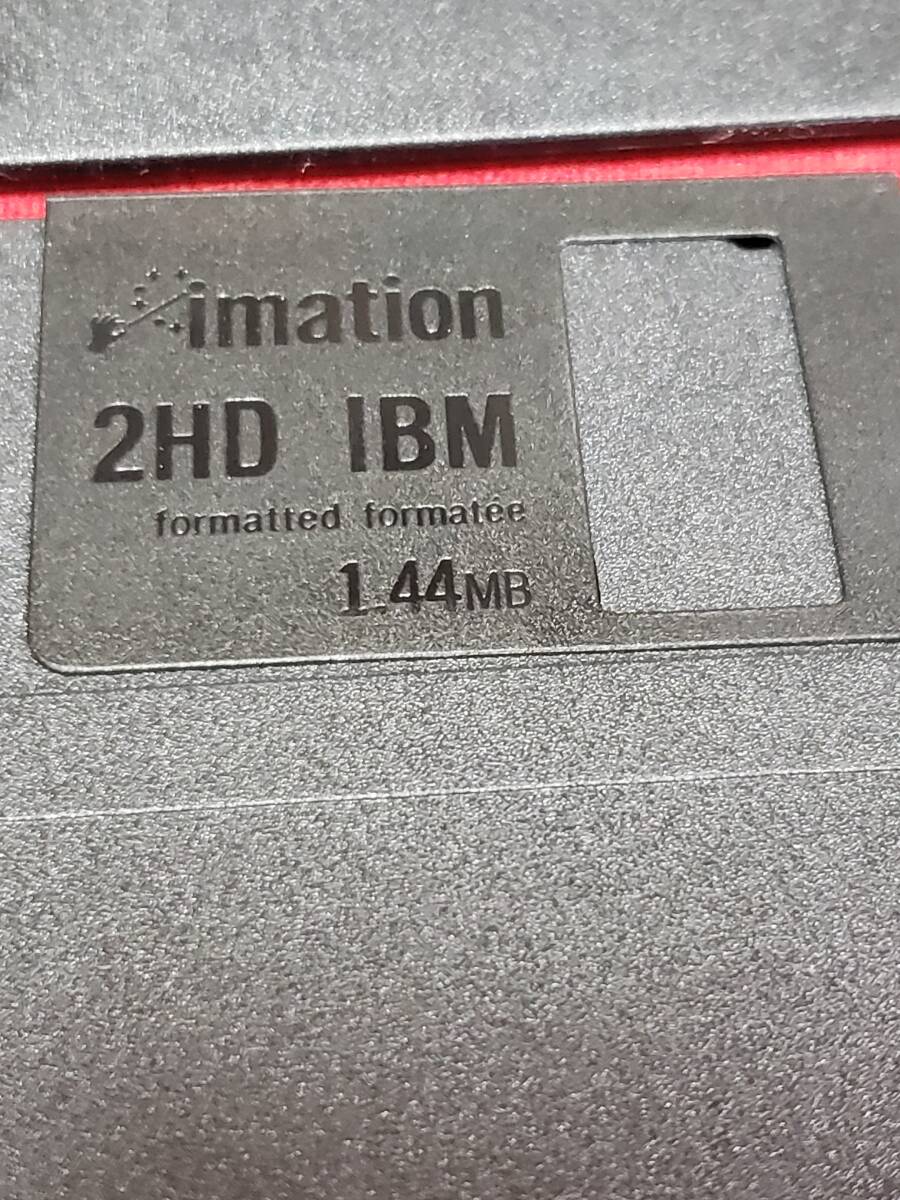 imation
2HD IBM
formatted formatée
1.44MB